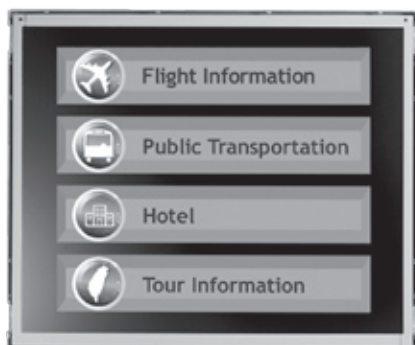 Flight Information
Public Transportation
Hotel
Tour Information